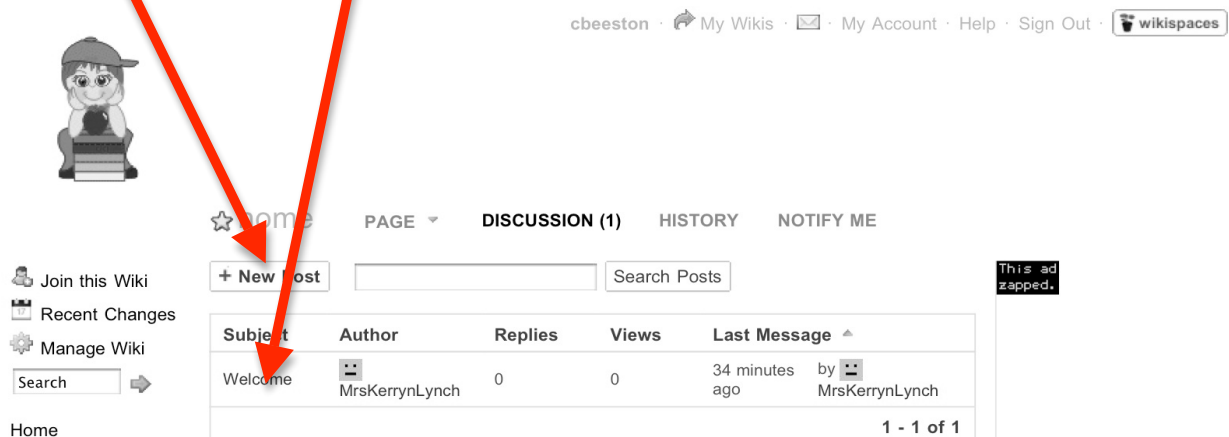 cbeeston · My Wikis · · My Account · Help · Sign Out · wikispaces
home PAGE DISCUSSION (1) HISTORY NOTIFY ME
+ New Post Search Posts
This ad
zapped.
Join this Wiki
Recent Changes
Manage Wiki
Search
Home
Subject Author Replies Views Last Message
Welcome MrsKerrynLynch 0 0 34 minutes ago by MrsKerrynLynch
1 - 1 of 1